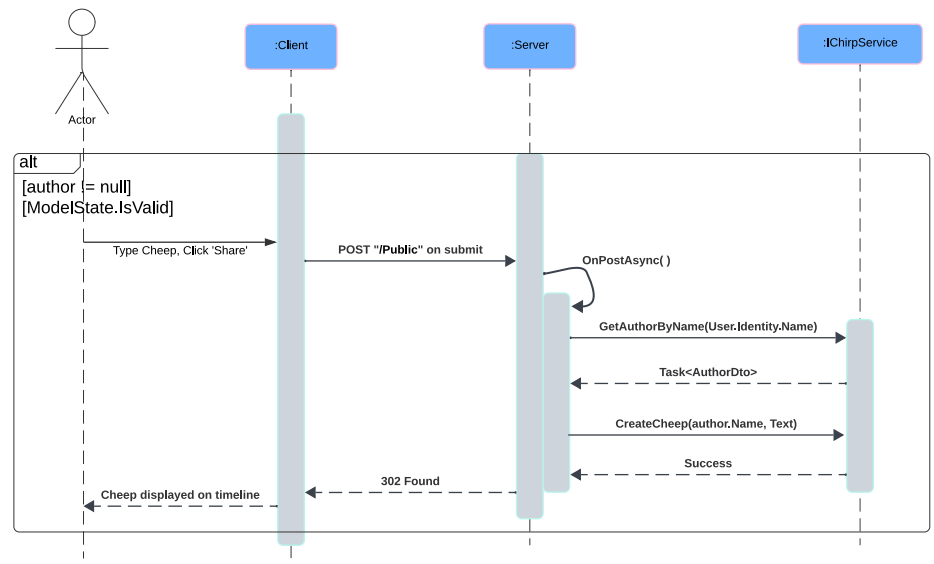 :Client
:Server
:IChirpService
Actor
alt
[author != null]
[ModelState.IsValid]
Type Cheep, Click 'Share'
POST "/Public" on submit
OnPostAsync( )
GetAuthorByName(User.Identity.Name)
Task<AuthorDto>
CreateCheep(author.Name, Text)
Success
302 Found
Cheep displayed on timeline